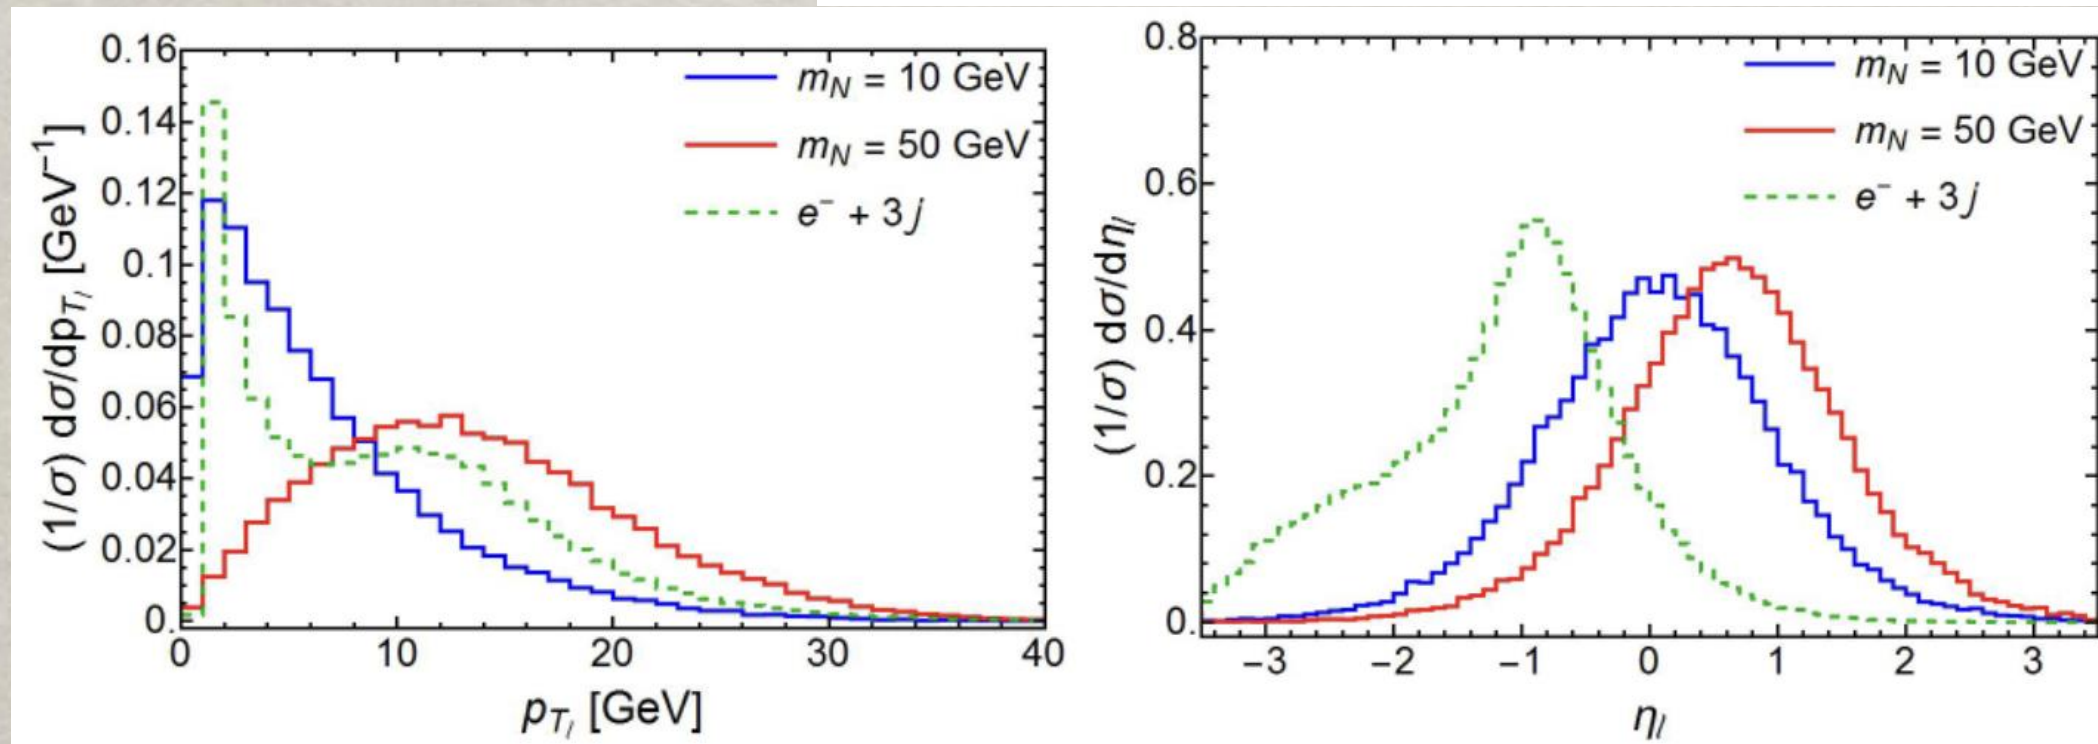 (1/σ) dσ/dp_{T_l} [GeV⁻¹]
0.16
0.14
0.12
0.1
0.08
0.06
0.04
0.02
0.
0 10 20 30 40
p_{T_l} [GeV]
m_N = 10 GeV
m_N = 50 GeV
e⁻ + 3 j
(1/σ) dσ/dη_l
0.8
0.6
0.4
0.2
0.
−3 −2 −1 0 1 2 3
η_l
m_N = 10 GeV
m_N = 50 GeV
e⁻ + 3 j